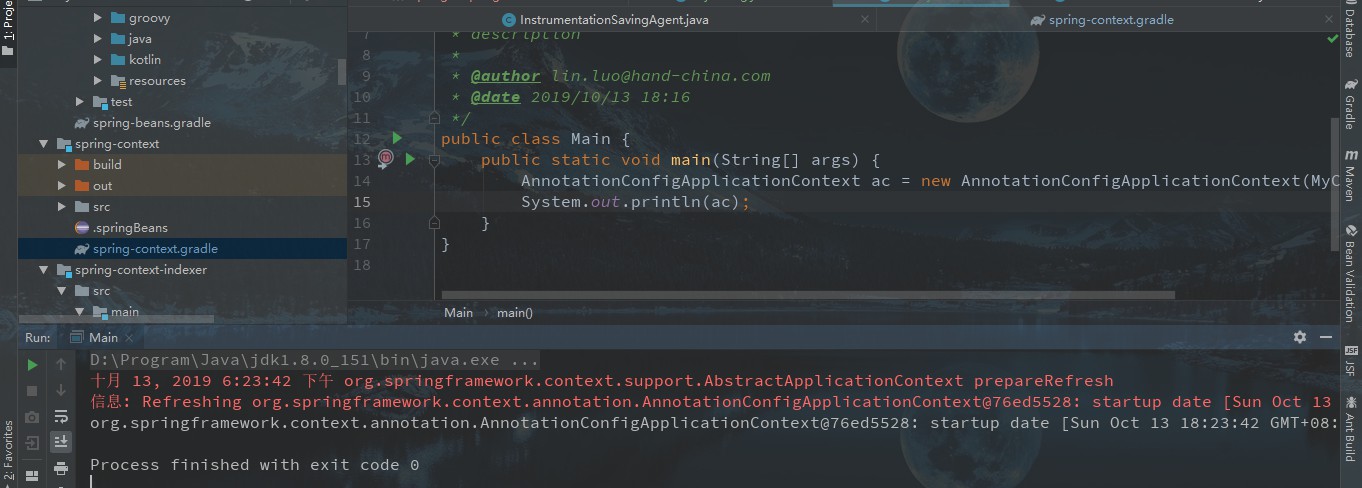 1: Proje
groovy
java
kotlin
resources
test
spring-beans.gradle
spring-context
build
out
src
.springBeans
spring-context.gradle
spring-context-indexer
src
main
InstrumentationSavingAgent.java
spring-context.gradle
7 * description
8 *
9 * @author lin.luo@hand-china.com
10 * @date 2019/10/13 18:16
11 */
12 public class Main {
13 public static void main(String[] args) {
14 AnnotationConfigApplicationContext ac = new AnnotationConfigApplicationContext(MyC
15 System.out.println(ac);
16 }
17 }
18
Main › main()
Database
Gradle
Maven
Bean Validation
JSF
Ant Build
Run: Main
D:\Program\Java\jdk1.8.0_151\bin\java.exe ...
十月 13, 2019 6:23:42 下午 org.springframework.context.support.AbstractApplicationContext prepareRefresh
信息: Refreshing org.springframework.context.annotation.AnnotationConfigApplicationContext@76ed5528: startup date [Sun Oct 13
org.springframework.context.annotation.AnnotationConfigApplicationContext@76ed5528: startup date [Sun Oct 13 18:23:42 GMT+08:
Process finished with exit code 0
2: Favorites